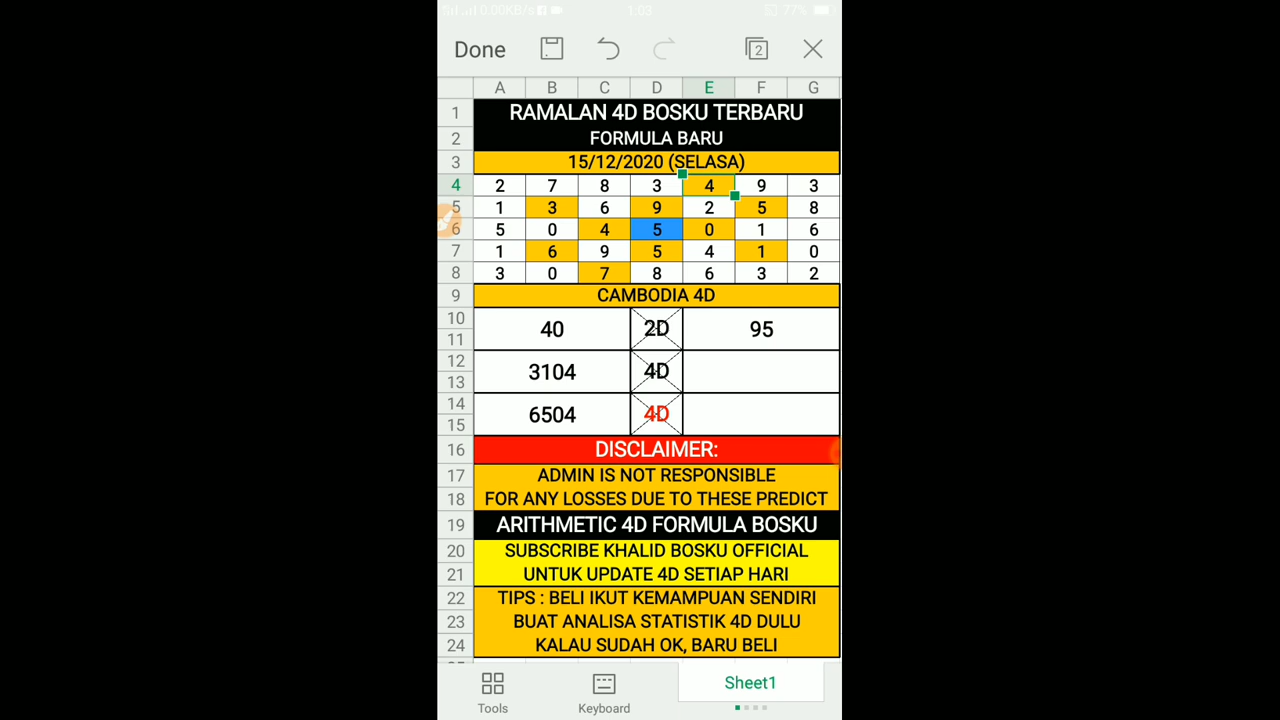 0.00KB/s 1:03 77%
Done 2
A B C D E F G
1 RAMALAN 4D BOSKU TERBARU
2 FORMULA BARU
3 15/12/2020 (SELASA)
4 2 7 8 3 4 9 3
5 1 3 6 9 2 5 8
6 5 0 4 5 0 1 6
7 1 6 9 5 4 1 0
8 3 0 7 8 6 3 2
9 CAMBODIA 4D
10
40 2D 95
11
12
3104 4D
13
14
6504 4D
15
16 DISCLAIMER:
17 ADMIN IS NOT RESPONSIBLE
18 FOR ANY LOSSES DUE TO THESE PREDICT
19 ARITHMETIC 4D FORMULA BOSKU
20 SUBSCRIBE KHALID BOSKU OFFICIAL
21 UNTUK UPDATE 4D SETIAP HARI
22 TIPS : BELI IKUT KEMAMPUAN SENDIRI
23 BUAT ANALISA STATISTIK 4D DULU
24 KALAU SUDAH OK, BARU BELI
Tools Keyboard Sheet1